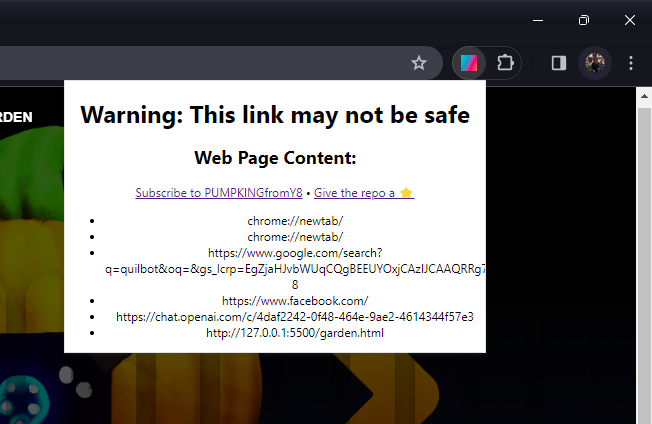 RDEN
Warning: This link may not be safe
Web Page Content:
Subscribe to PUMPKINGfromY8 • Give the repo a ⭐
• chrome://newtab/
• chrome://newtab/
• https://www.google.com/search?
q=quilbot&oq=&gs_lcrp=EgZjaHJvbWUqCQgBEEUYOxjCAzIJCAAQRRg7
8
• https://www.facebook.com/
• https://chat.openai.com/c/4daf2242-0f48-464e-9ae2-4614344f57e3
• http://127.0.0.1:5500/garden.html